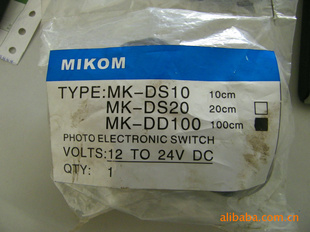 MIKOM
TYPE:MK-DS10 10cm
MK-DS20 20cm
MK-DD100 100cm
PHOTO ELECTRONIC SWITCH
VOLTS: 12 TO 24V DC
QTY: 1
alibaba.com.cn